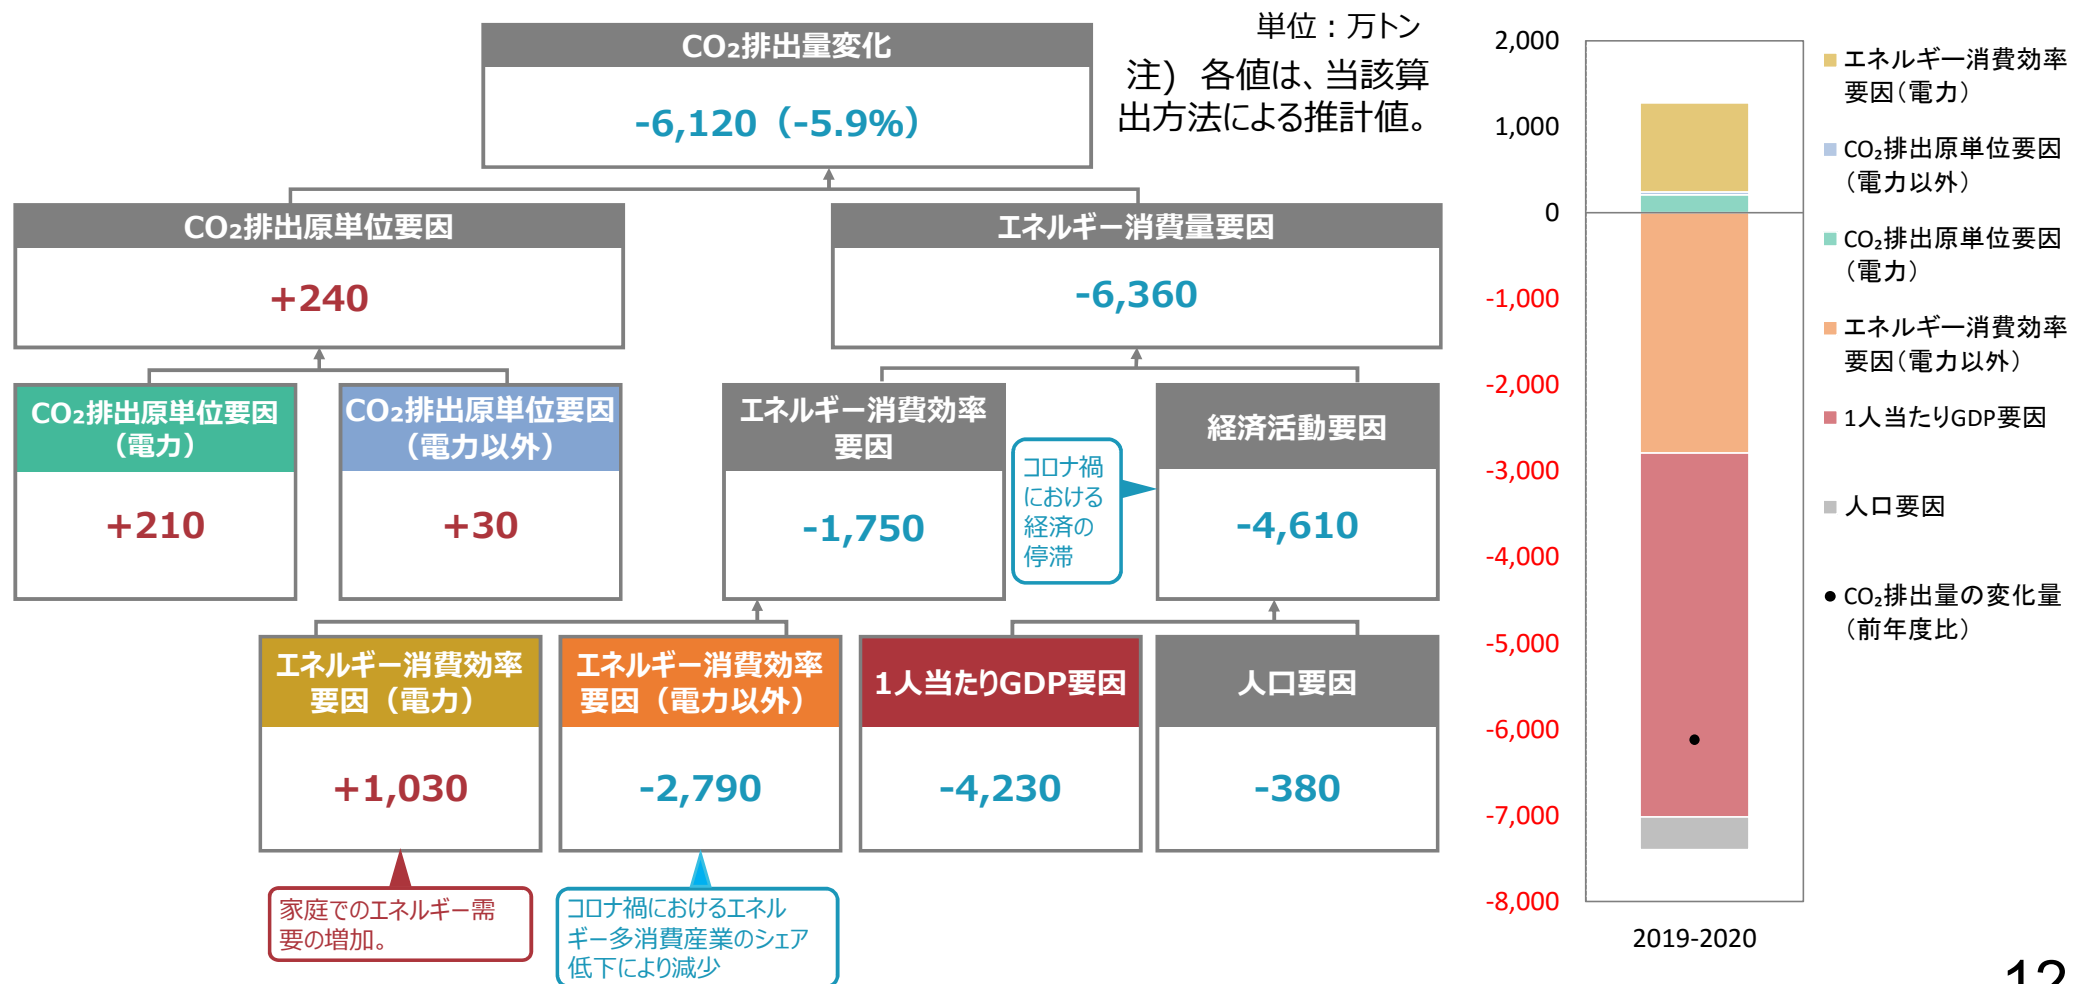 CO₂排出量変化
-6,120（-5.9%）
単位：万トン
注）各値は、当該算
出方法による推計値。
CO₂排出原単位要因
+240
エネルギー消費量要因
-6,360
CO₂排出原単位要因
（電力）
+210
CO₂排出原単位要因
（電力以外）
+30
エネルギー消費効率
要因
-1,750
コロナ禍
における
経済の
停滞
経済活動要因
-4,610
エネルギー消費効率
要因（電力）
+1,030
エネルギー消費効率
要因（電力以外）
-2,790
1人当たりGDP要因
-4,230
人口要因
-380
家庭でのエネルギー需
要の増加。
コロナ禍におけるエネル
ギー多消費産業のシェア
低下により減少
2,000
1,000
0
-1,000
-2,000
-3,000
-4,000
-5,000
-6,000
-7,000
-8,000
2019-2020
エネルギー消費効率
要因（電力）
CO₂排出原単位要因
（電力以外）
CO₂排出原単位要因
（電力）
エネルギー消費効率
要因（電力以外）
1人当たりGDP要因
人口要因
CO₂排出量の変化量
（前年度比）
12